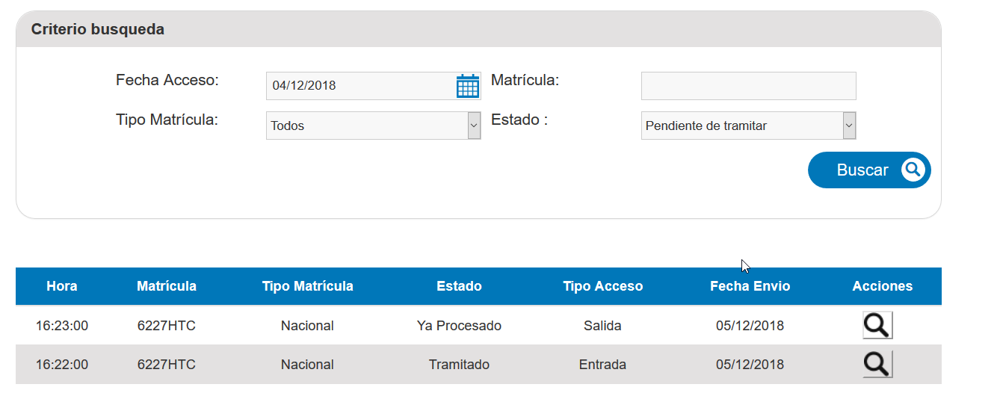 Criterio busqueda
Fecha Acceso: 04/12/2018 Matrícula:
Tipo Matrícula: Todos Estado : Pendiente de tramitar
Buscar
Hora Matrícula Tipo Matrícula Estado Tipo Acceso Fecha Envio Acciones
16:23:00 6227HTC Nacional Ya Procesado Salida 05/12/2018
16:22:00 6227HTC Nacional Tramitado Entrada 05/12/2018